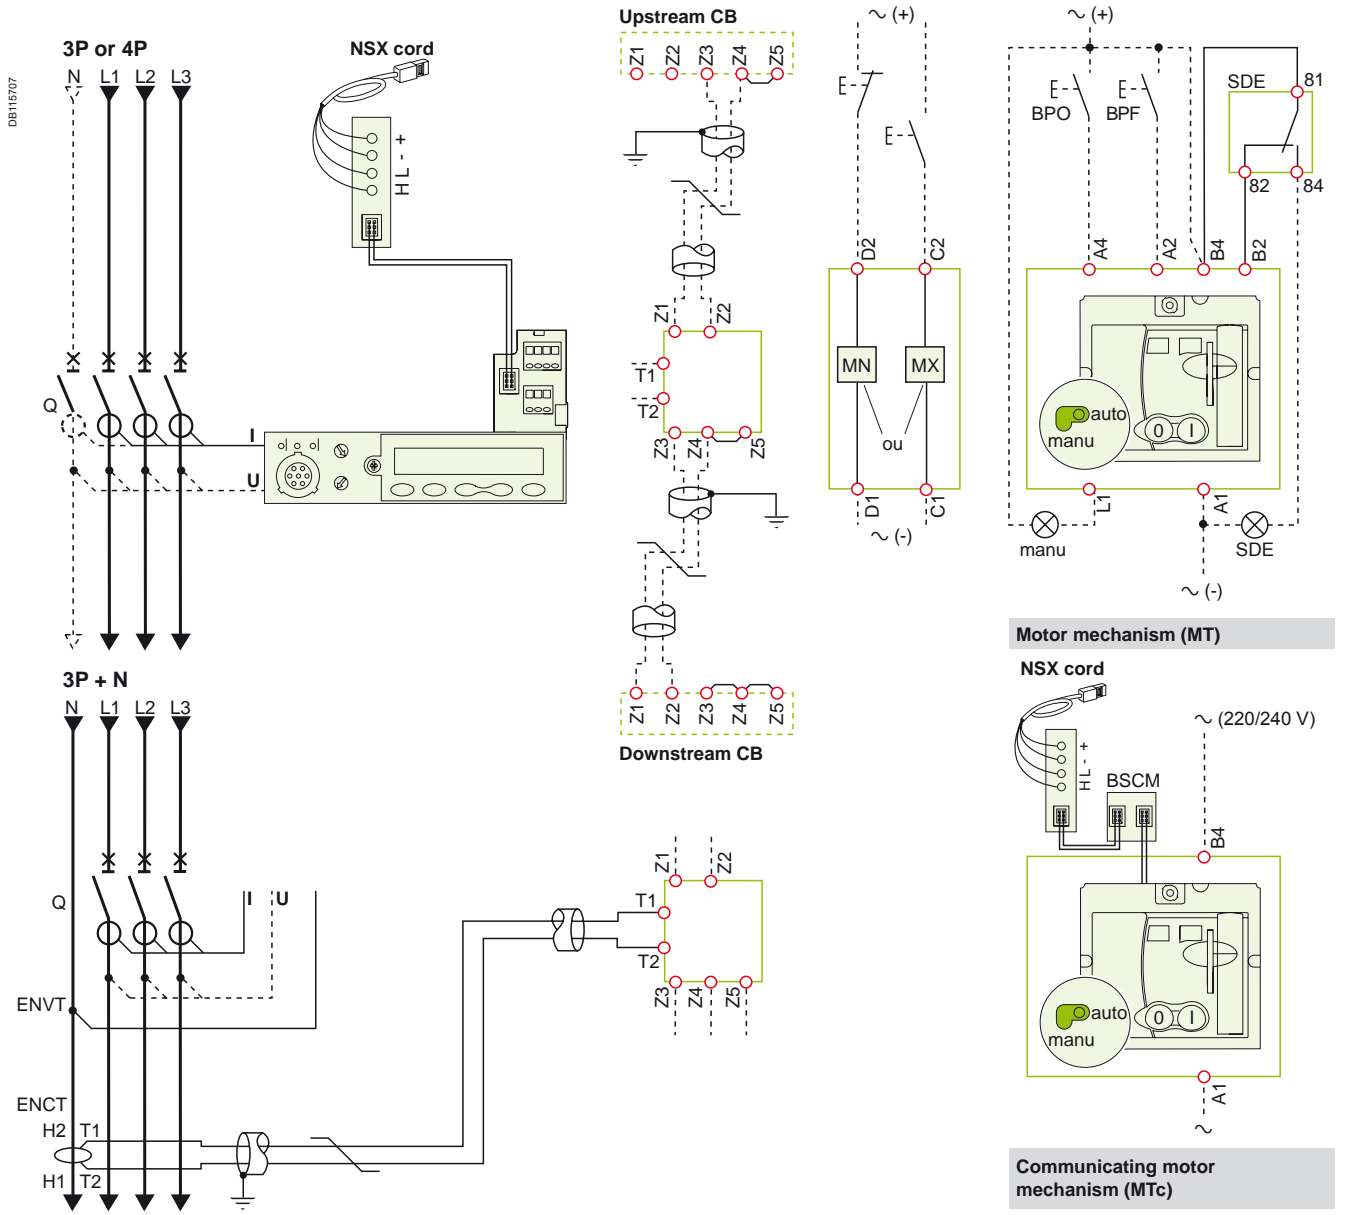 DB115707
3P or 4P
N L1 L2 L3
NSX cord
H L - +
Q
I
U
Upstream CB
Z1 Z2 Z3 Z4 Z5
Z1 Z2
T1
T2
Z3 Z4 Z5
Z1 Z2 Z3 Z4 Z5
Downstream CB
(+)
D2 C2
MN MX
ou
D1 C1
(-)
(+)
BPO BPF
SDE 81
82 84
A4 A2 B4 B2
auto
manu
0 I
L1 A1
manu
SDE
(-)
Motor mechanism (MT)
3P + N
N L1 L2 L3
Q
I U
ENVT
ENCT
H2 T1
H1 T2
Z1 Z2
T1
T2
Z3 Z4 Z5
NSX cord
H L - +
BSCM
(220/240 V)
B4
auto
manu
0 I
A1
Communicating motor
mechanism (MTc)